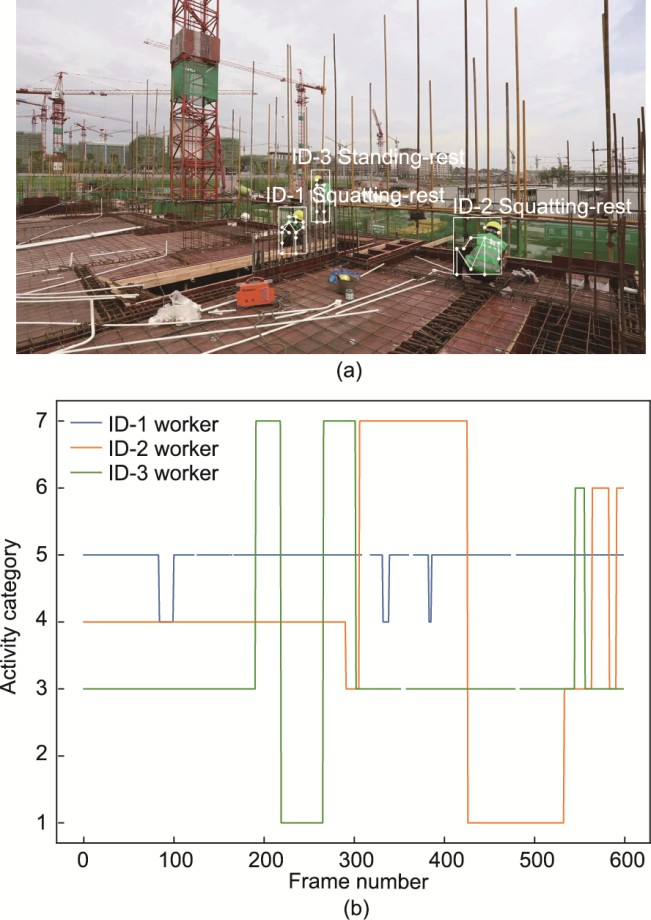 ID-3 Standing-rest
ID-1 Squatting-rest
ID-2 Squatting-rest
(a)
7
6
5
4
3
2
1
Activity category
ID-1 worker
ID-2 worker
ID-3 worker
0 100 200 300 400 500 600
Frame number
(b)